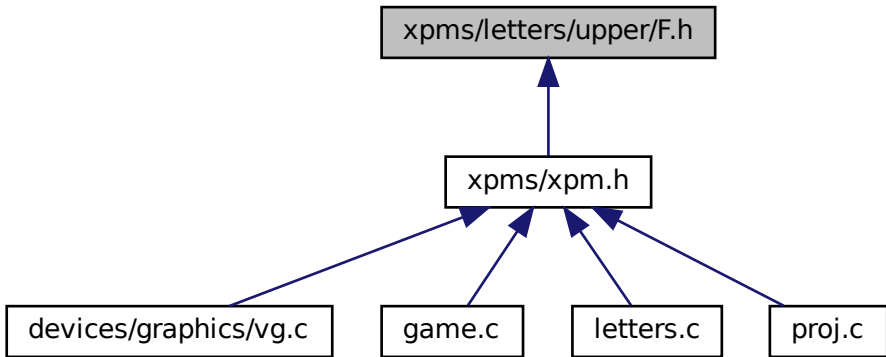 xpms/letters/upper/F.h
xpms/xpm.h
devices/graphics/vg.c
game.c
letters.c
proj.c